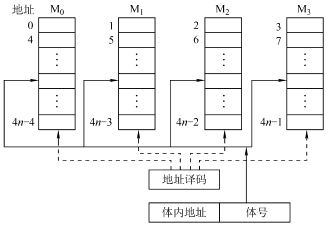 地址 M₀ M₁ M₂ M₃
0 1 2 3
4 5 6 7
⋮ ⋮ ⋮ ⋮
⋮ ⋮ ⋮ ⋮
4n−4 4n−3 4n−2 4n−1
地址译码
体内地址 体号